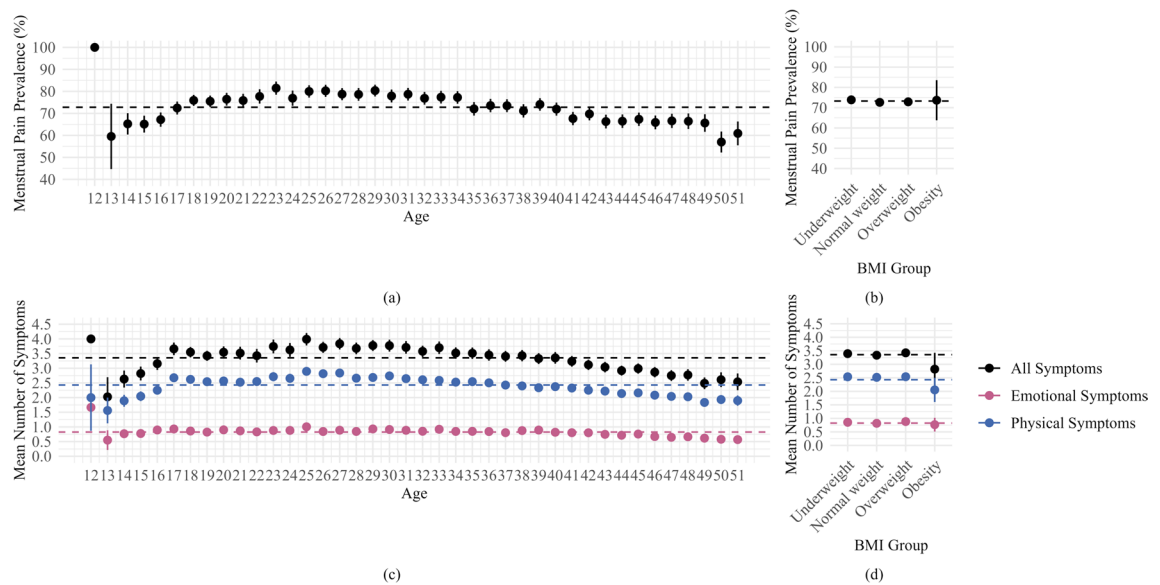 Menstrual Pain Prevalence (%)
100
90
80
70
60
50
40
12 13 14 15 16 17 18 19 20 21 22 23 24 25 26 27 28 29 30 31 32 33 34 35 36 37 38 39 40 41 42 43 44 45 46 47 48 49 50 51
Age
(a)
Menstrual Pain Prevalence (%)
100
90
80
70
60
50
40
Underweight
Normal weight
Overweight
Obesity
BMI Group
(b)
Mean Number of Symptoms
4.5
4.0
3.5
3.0
2.5
2.0
1.5
1.0
0.5
0.0
12 13 14 15 16 17 18 19 20 21 22 23 24 25 26 27 28 29 30 31 32 33 34 35 36 37 38 39 40 41 42 43 44 45 46 47 48 49 50 51
Age
(c)
Mean Number of Symptoms
4.5
4.0
3.5
3.0
2.5
2.0
1.5
1.0
0.5
0.0
Underweight
Normal weight
Overweight
Obesity
BMI Group
(d)
All Symptoms
Emotional Symptoms
Physical Symptoms